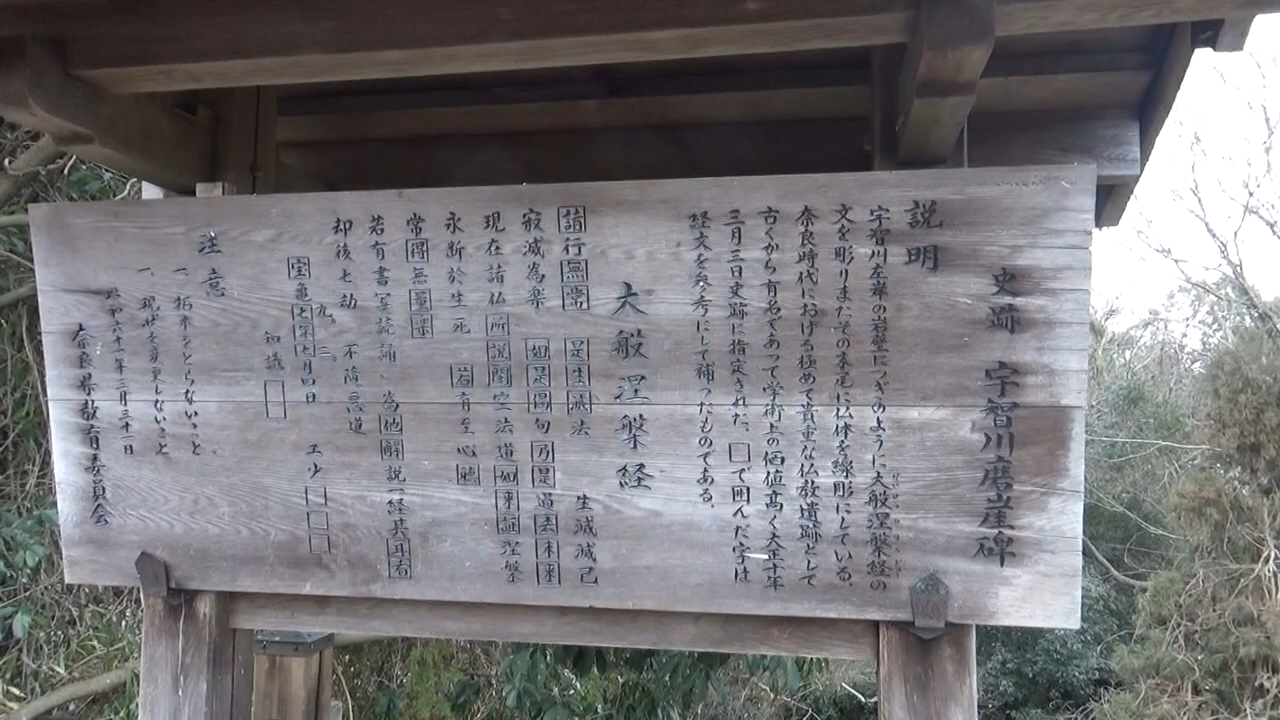 史跡 宇智川磨崖碑
説明
宇智川左岸の岩壁につぎのように大般涅槃経の
文を彫りまたその末尾に仏体を線彫にしている、
奈良時代における極めて貴重な仏教遺跡として
古くから有名であって学術上の価値高く大正十年
三月三日史跡に指定された、□で囲んだ字は
経文を参考にして補ったものである。
大般涅槃経
諸行無常 是生滅法 生滅滅已
寂滅為楽 如是偈句 乃是過去未来
現在諸仏所説開空法道如来証涅槃
永断於生死 若有至心聴
常得無量楽
若有書写読誦 為他解説一経其耳者
却後七劫 不墮悪道
宝亀七年七月四日 工少□□□
知識□
注意
一、拓本をとらないこと
一、現状を変更しないこと
昭和六十一年三月三十一日
奈良県教育委員会